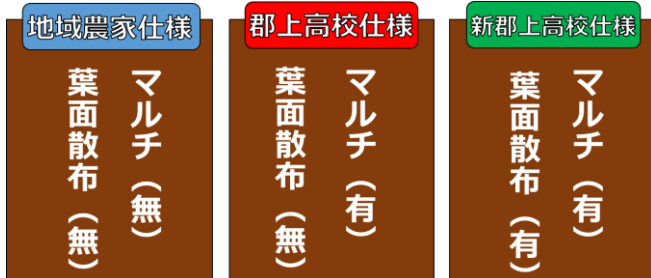 地域農家仕様
マルチ（無）
葉面散布（無）
郡上高校仕様
マルチ（有）
葉面散布（無）
新郡上高校仕様
マルチ（有）
葉面散布（有）